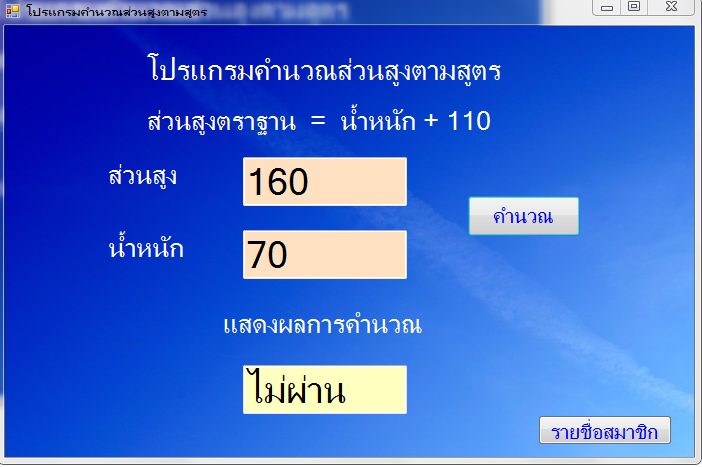 โปรแกรมคำนวณส่วนสูงตามสูตร
โปรแกรมคำนวณส่วนสูงตามสูตร
ส่วนสูงตราฐาน = น้ำหนัก + 110
ส่วนสูง 160
คำนวณ
น้ำหนัก 70
แสดงผลการคำนวณ
ไม่ผ่าน
รายชื่อสมาชิก